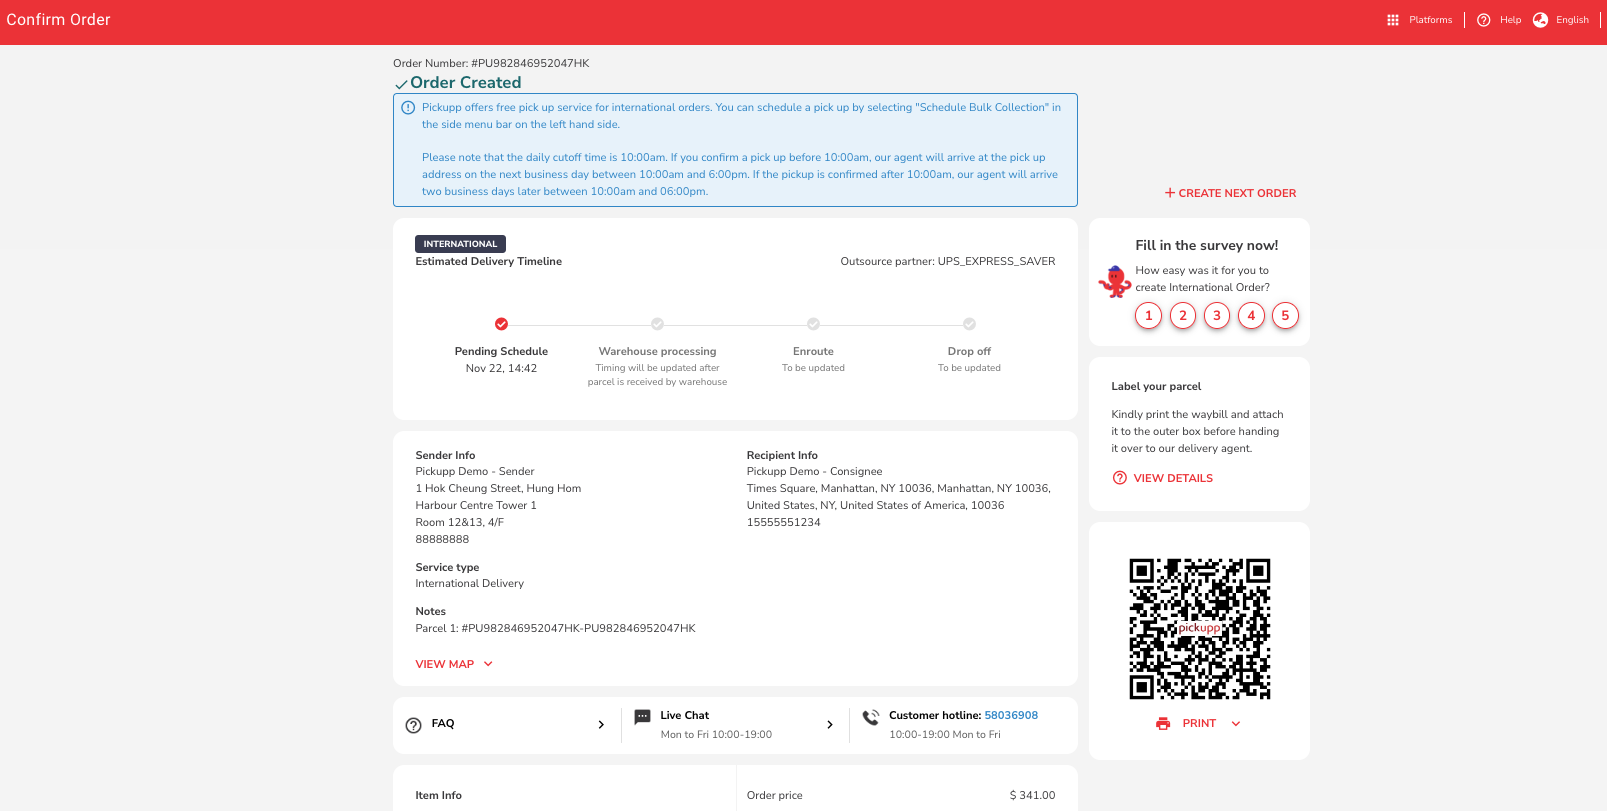 Confirm Order
Platforms
Help
English
Order Number: #PU982846952047HK
Order Created
Pickupp offers free pick up service for international orders. You can schedule a pick up by selecting "Schedule Bulk Collection" in
the side menu bar on the left hand side.
Please note that the daily cutoff time is 10:00am. If you confirm a pick up before 10:00am, our agent will arrive at the pick up
address on the next business day between 10:00am and 6:00pm. If the pickup is confirmed after 10:00am, our agent will arrive
two business days later between 10:00am and 06:00pm.
CREATE NEXT ORDER
INTERNATIONAL
Estimated Delivery Timeline
Outsource partner: UPS_EXPRESS_SAVER
Pending Schedule
Nov 22, 14:42
Warehouse processing
Timing will be updated after
parcel is received by warehouse
Enroute
To be updated
Drop off
To be updated
Fill in the survey now!
How easy was it for you to
create International Order?
1 2 3 4 5
Label your parcel
Kindly print the waybill and attach
it to the outer box before handing
it over to our delivery agent.
VIEW DETAILS
Sender Info
Pickupp Demo - Sender
1 Hok Cheung Street, Hung Hom
Harbour Centre Tower 1
Room 12&13, 4/F
88888888
Recipient Info
Pickupp Demo - Consignee
Times Square, Manhattan, NY 10036, Manhattan, NY 10036,
United States, NY, United States of America, 10036
15555551234
Service type
International Delivery
Notes
Parcel 1: #PU982846952047HK-PU982846952047HK
VIEW MAP
pickupp
PRINT
FAQ
Live Chat
Mon to Fri 10:00-19:00
Customer hotline: 58036908
10:00-19:00 Mon to Fri
Item Info
Order price
$ 341.00